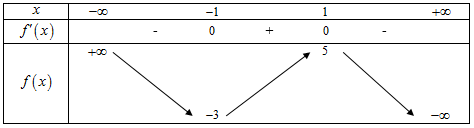 x −∞ −1 1 +∞
f′(x) - 0 + 0 -
+∞ 5
f(x)
−3 −∞